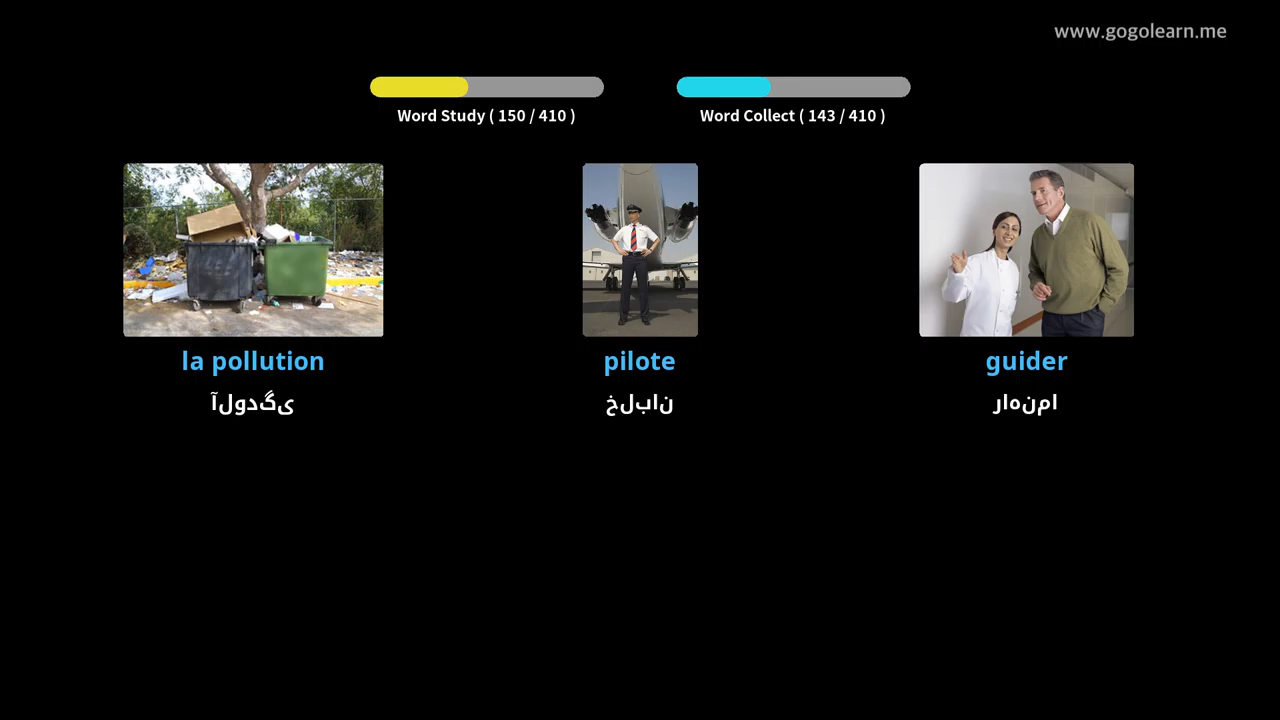 www.gogolearn.me
Word Study ( 150 / 410 )
Word Collect ( 143 / 410 )
la pollution
آلودگی
pilote
خلبان
guider
راهنما